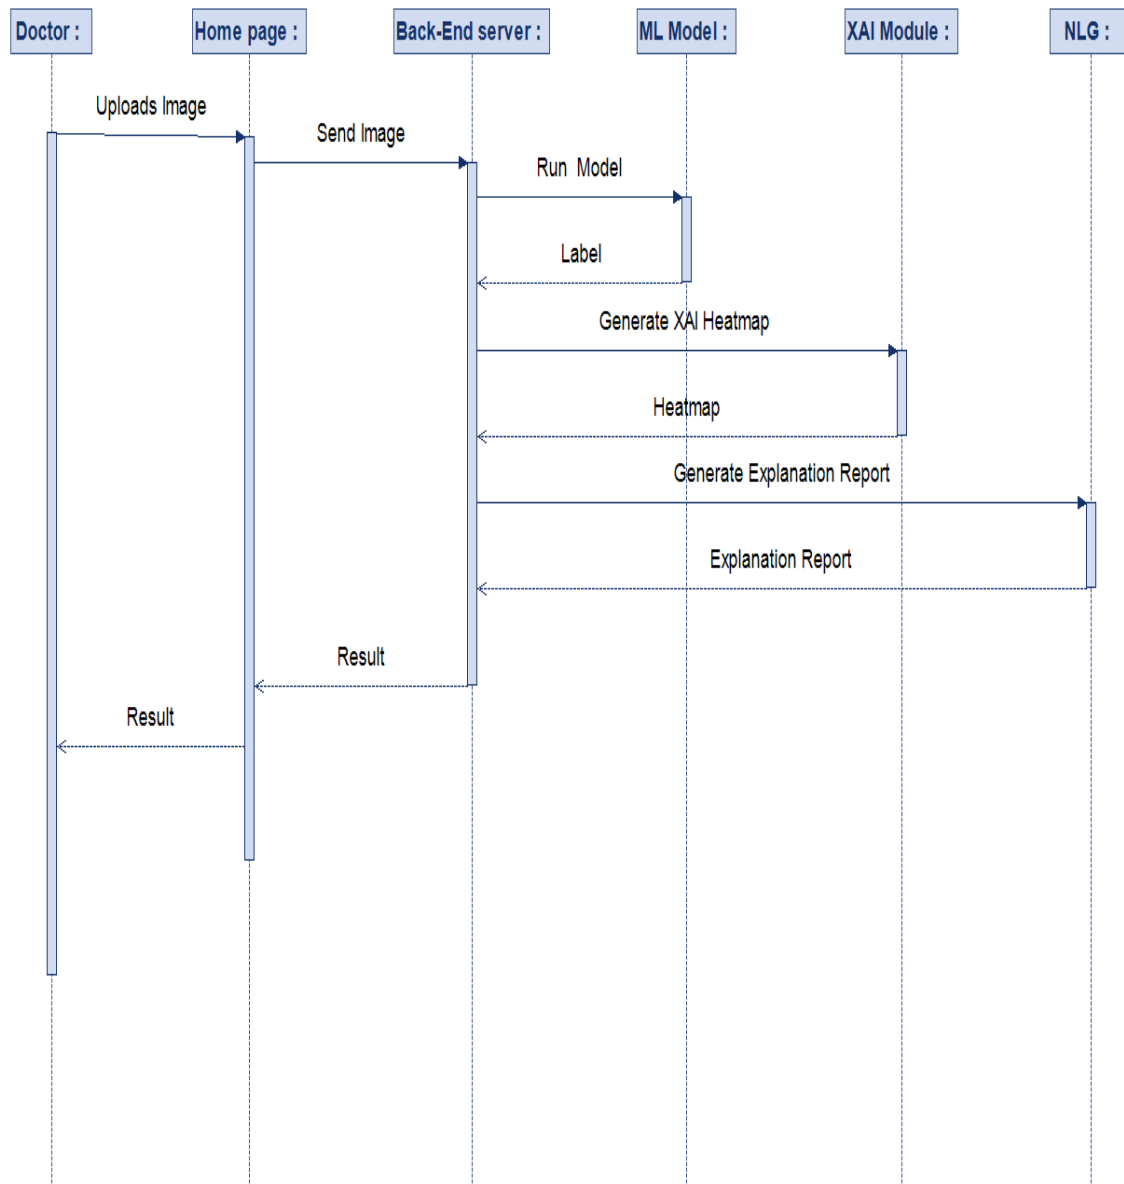 Doctor :
Home page :
Back-End server :
ML Model :
XAI Module :
NLG :
Uploads Image
Send Image
Run  Model
Label
Generate XAI Heatmap
Heatmap
Generate Explanation Report
Explanation Report
Result
Result